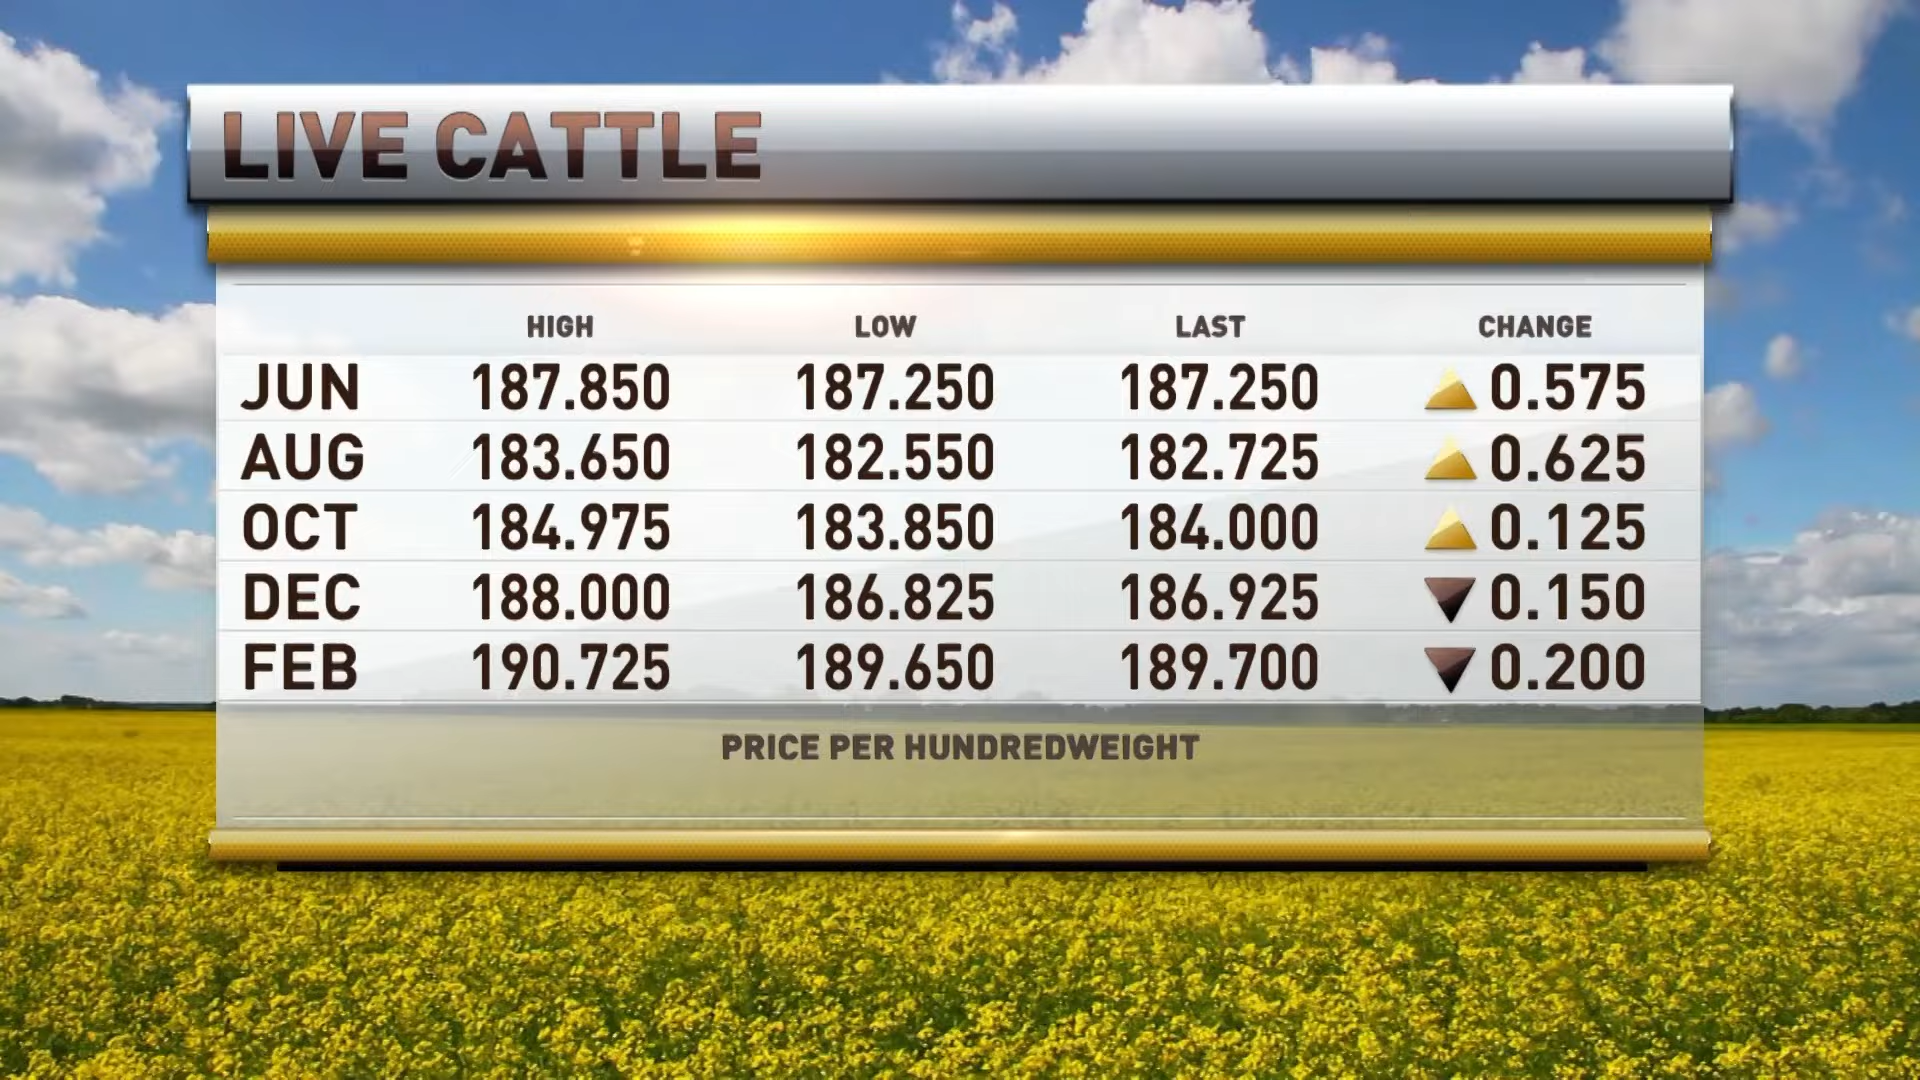 LIVE CATTLE
HIGH LOW LAST CHANGE
JUN 187.850 187.250 187.250 0.575
AUG 183.650 182.550 182.725 0.625
OCT 184.975 183.850 184.000 0.125
DEC 188.000 186.825 186.925 0.150
FEB 190.725 189.650 189.700 0.200
PRICE PER HUNDREDWEIGHT